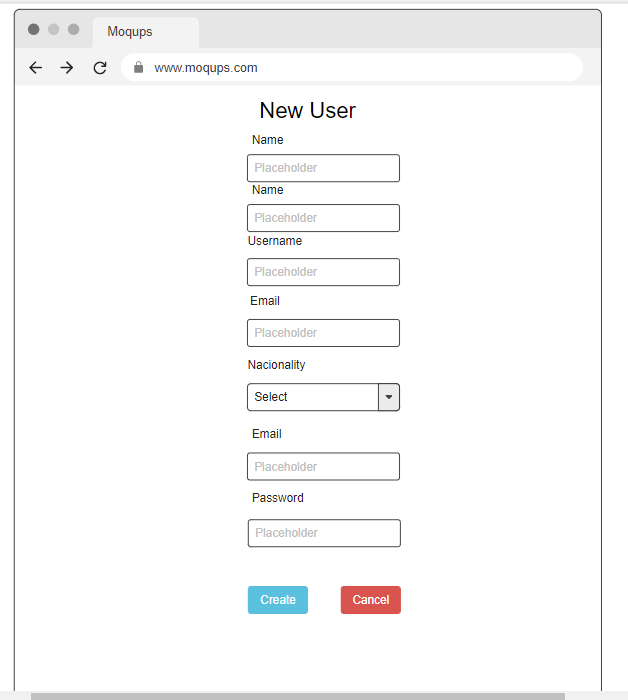 Moqups
www.moqups.com
New User
Name
Placeholder
Name
Placeholder
Username
Placeholder
Email
Placeholder
Nacionality
Select
Email
Placeholder
Password
Placeholder
Create Cancel